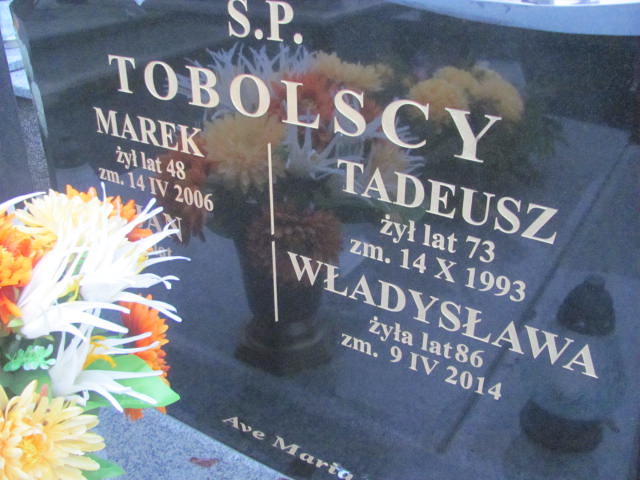 Ś.P.
TOBOLSCY
MAREK
żył lat 48
zm. 14 IV 2006
TADEUSZ
żył lat 73
zm. 14 X 1993
WŁADYSŁAWA
żyła lat 86
zm. 9 IV 2014
Ave Maria